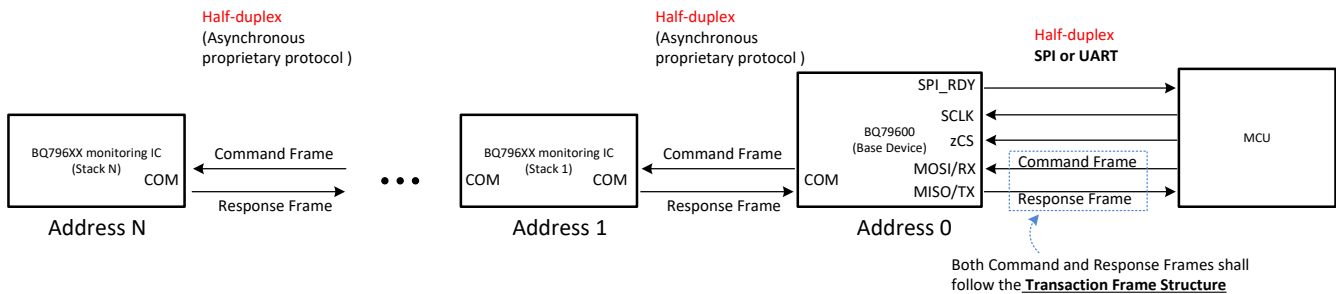 Half-duplex
(Asynchronous
proprietary protocol )
Half-duplex
(Asynchronous
proprietary protocol )
Half-duplex
SPI or UART
BQ796XX monitoring IC
(Stack N)
COM
Address N
Command Frame
Response Frame
•••
BQ796XX monitoring IC
(Stack 1)
COM
COM
Address 1
Command Frame
Response Frame
BQ79600
(Base Device)
COM
SPI_RDY
SCLK
zCS
MOSI/RX
MISO/TX
Address 0
Command Frame
Response Frame
MCU
Both Command and Response Frames shall
follow the Transaction Frame Structure